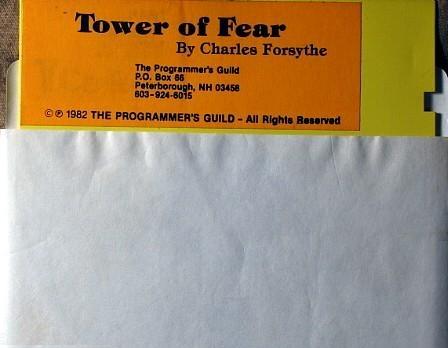 Tower of Fear
By Charles Forsythe
The Programmer's Guild
P.O. Box 66
Peterborough, NH 03458
603-924-6015
© ℗ 1982 THE PROGRAMMER'S GUILD - All Rights Reserved